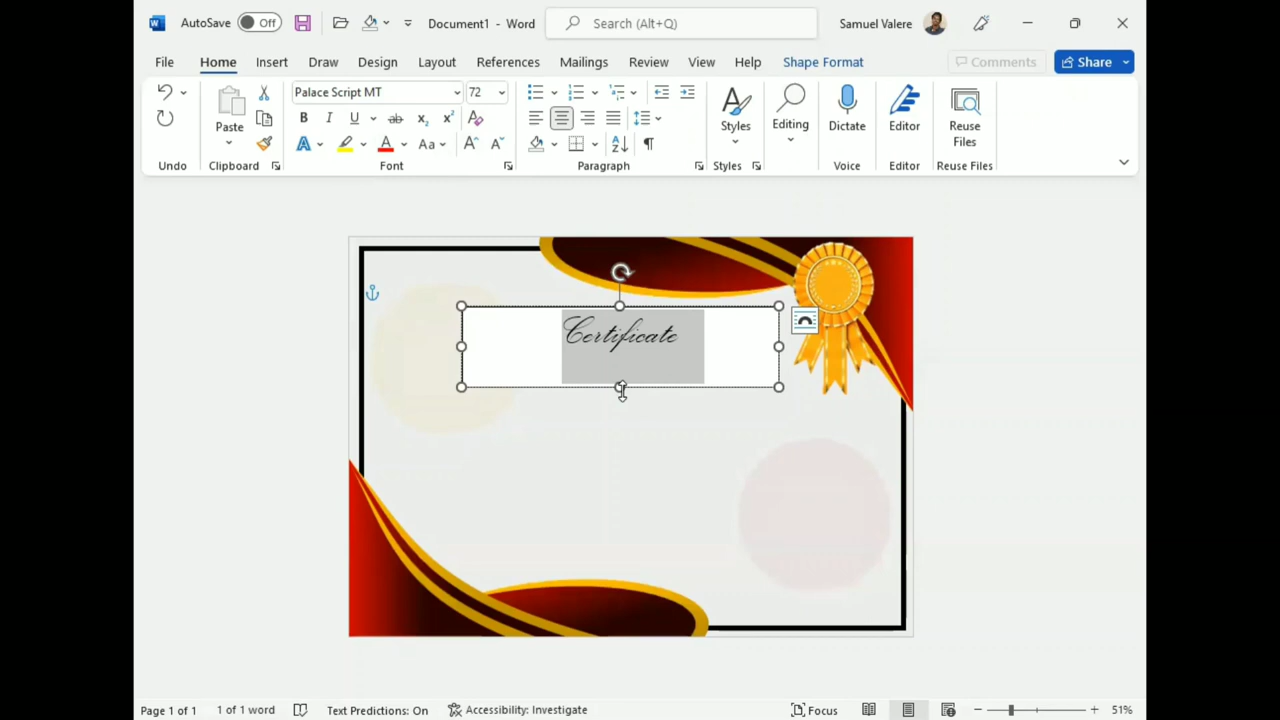 AutoSave Off Document1 - Word Search (Alt+Q) Samuel Valere
File Home Insert Draw Design Layout References Mailings Review View Help Shape Format Comments Share
Palace Script MT 72
Paste Styles Editing Dictate Editor Reuse
Files
Undo Clipboard Font Paragraph Styles Voice Editor Reuse Files
Certificate
Page 1 of 1 1 of 1 word Text Predictions: On Accessibility: Investigate Focus 51%